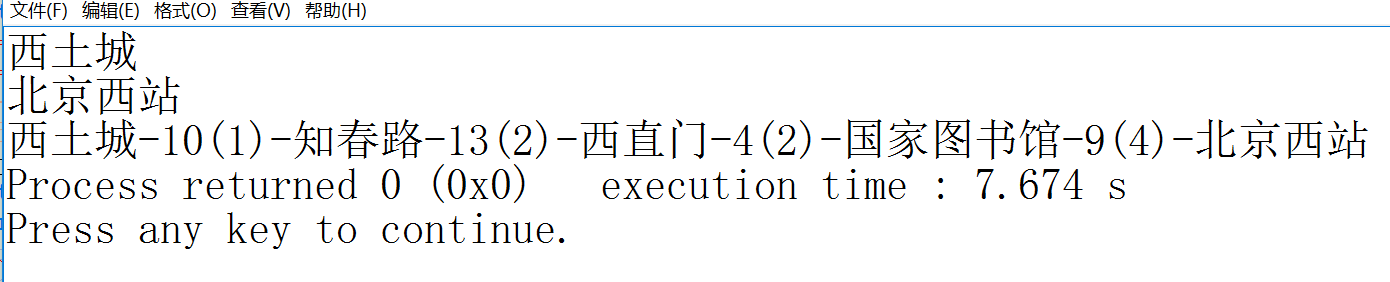 文件(F) 编辑(E) 格式(O) 查看(V) 帮助(H)
西土城
北京西站
西土城-10(1)-知春路-13(2)-西直门-4(2)-国家图书馆-9(4)-北京西站
Process returned 0 (0x0)   execution time : 7.674 s
Press any key to continue.